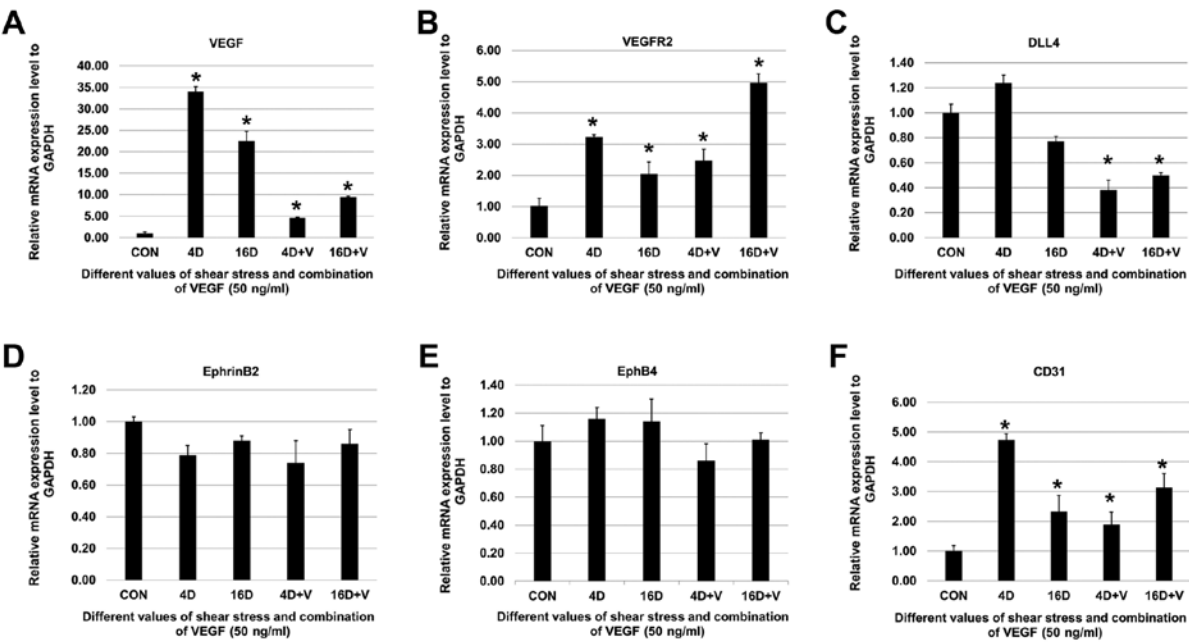 A
VEGF
Relative mRNA expression level to
GAPDH
40.00
35.00
30.00
25.00
20.00
15.00
10.00
5.00
0.00
*
*
*
*
CON 4D 16D 4D+V 16D+V
Different values of shear stress and combination
of VEGF (50 ng/ml)
B
VEGFR2
Relative mRNA expression level to
GAPDH
6.00
5.00
4.00
3.00
2.00
1.00
0.00
*
*
*
*
CON 4D 16D 4D+V 16D+V
Different values of shear stress and combination
of VEGF (50 ng/ml)
C
DLL4
Relative mRNA expression level to
GAPDH
1.40
1.20
1.00
0.80
0.60
0.40
0.20
0.00
*
*
CON 4D 16D 4D+V 16D+V
Different values of shear stress and combination
of VEGF (50 ng/ml)
D
EphrinB2
Relative mRNA expression level to
GAPDH
1.20
1.00
0.80
0.60
0.40
0.20
0.00
CON 4D 16D 4D+V 16D+V
Different values of shear stress and combination
of VEGF (50 ng/ml)
E
EphB4
Relative mRNA expression level to
GAPDH
1.40
1.20
1.00
0.80
0.60
0.40
0.20
0.00
CON 4D 16D 4D+V 16D+V
Different values of shear stress and combination
of VEGF (50 ng/ml)
F
CD31
Relative mRNA expression level to
GAPDH
6.00
5.00
4.00
3.00
2.00
1.00
0.00
*
*
*
*
CON 4D 16D 4D+V 16D+V
Different values of shear stress and combination
of VEGF (50 ng/ml)